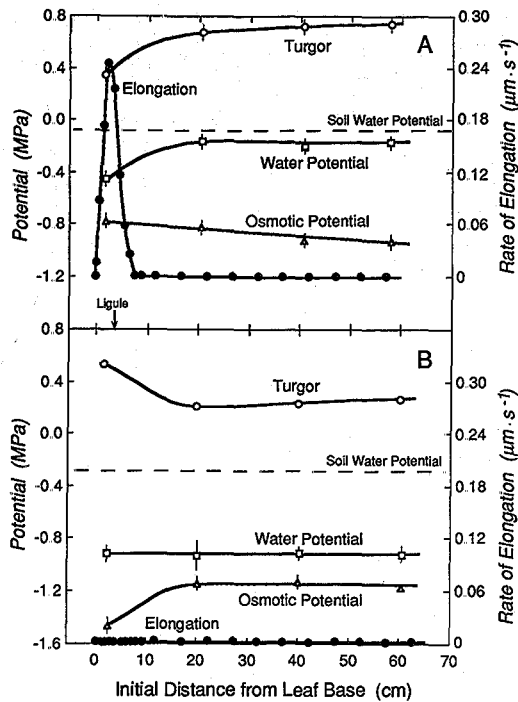 0.8
0.4
0.0
-0.4
-0.8
-1.2
Potential (MPa)
A
Turgor
Elongation
Soil Water Potential
Water Potential
Osmotic Potential
0.30
0.24
0.18
0.12
0.06
0
Rate of Elongation (μm·s⁻¹)
Ligule
0.8
0.4
0.0
-0.4
-0.8
-1.2
-1.6
Potential (MPa)
B
Turgor
Soil Water Potential
Water Potential
Osmotic Potential
Elongation
0.30
0.24
0.18
0.12
0.06
0
Rate of Elongation (μm·s⁻¹)
0 10 20 30 40 50 60 70
Initial Distance from Leaf Base (cm)